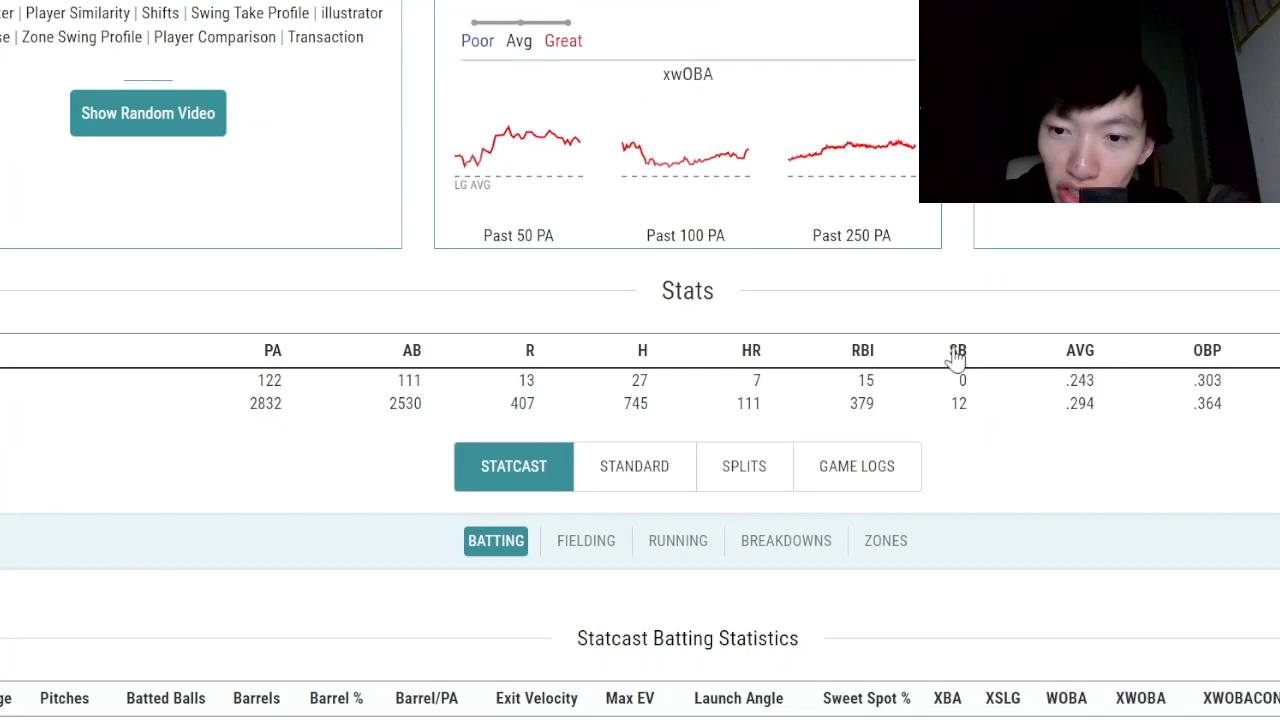 er | Player Similarity | Shifts | Swing Take Profile | illustrator
se | Zone Swing Profile | Player Comparison | Transaction
Show Random Video
Poor Avg Great
xwOBA
LG AVG
Past 50 PA Past 100 PA Past 250 PA
Stats
PA AB R H HR RBI SB AVG OBP
122 111 13 27 7 15 0 .243 .303
2832 2530 407 745 111 379 12 .294 .364
STATCAST STANDARD SPLITS GAME LOGS
BATTING FIELDING RUNNING BREAKDOWNS ZONES
Statcast Batting Statistics
ge Pitches Batted Balls Barrels Barrel % Barrel/PA Exit Velocity Max EV Launch Angle Sweet Spot % XBA XSLG WOBA XWOBA XWOBACON